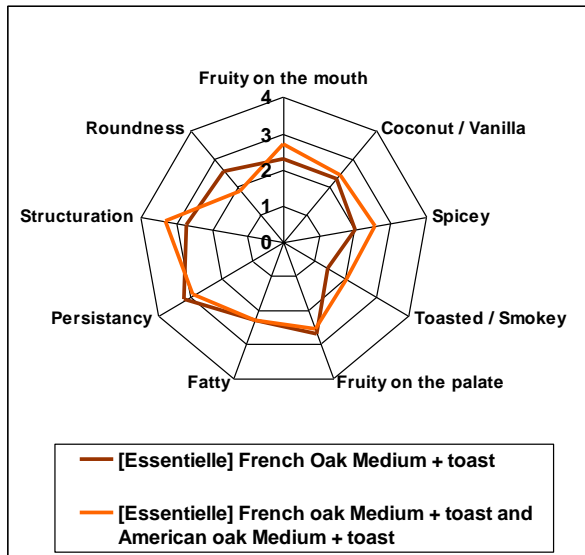 Fruity on the mouth
4
Roundness
Coconut / Vanilla
3
2
Structuration
1
Spicey
0
Persistancy
Toasted / Smokey
Fatty
Fruity on the palate
[Essentielle] French Oak Medium + toast
[Essentielle] French oak Medium + toast and
American oak Medium + toast